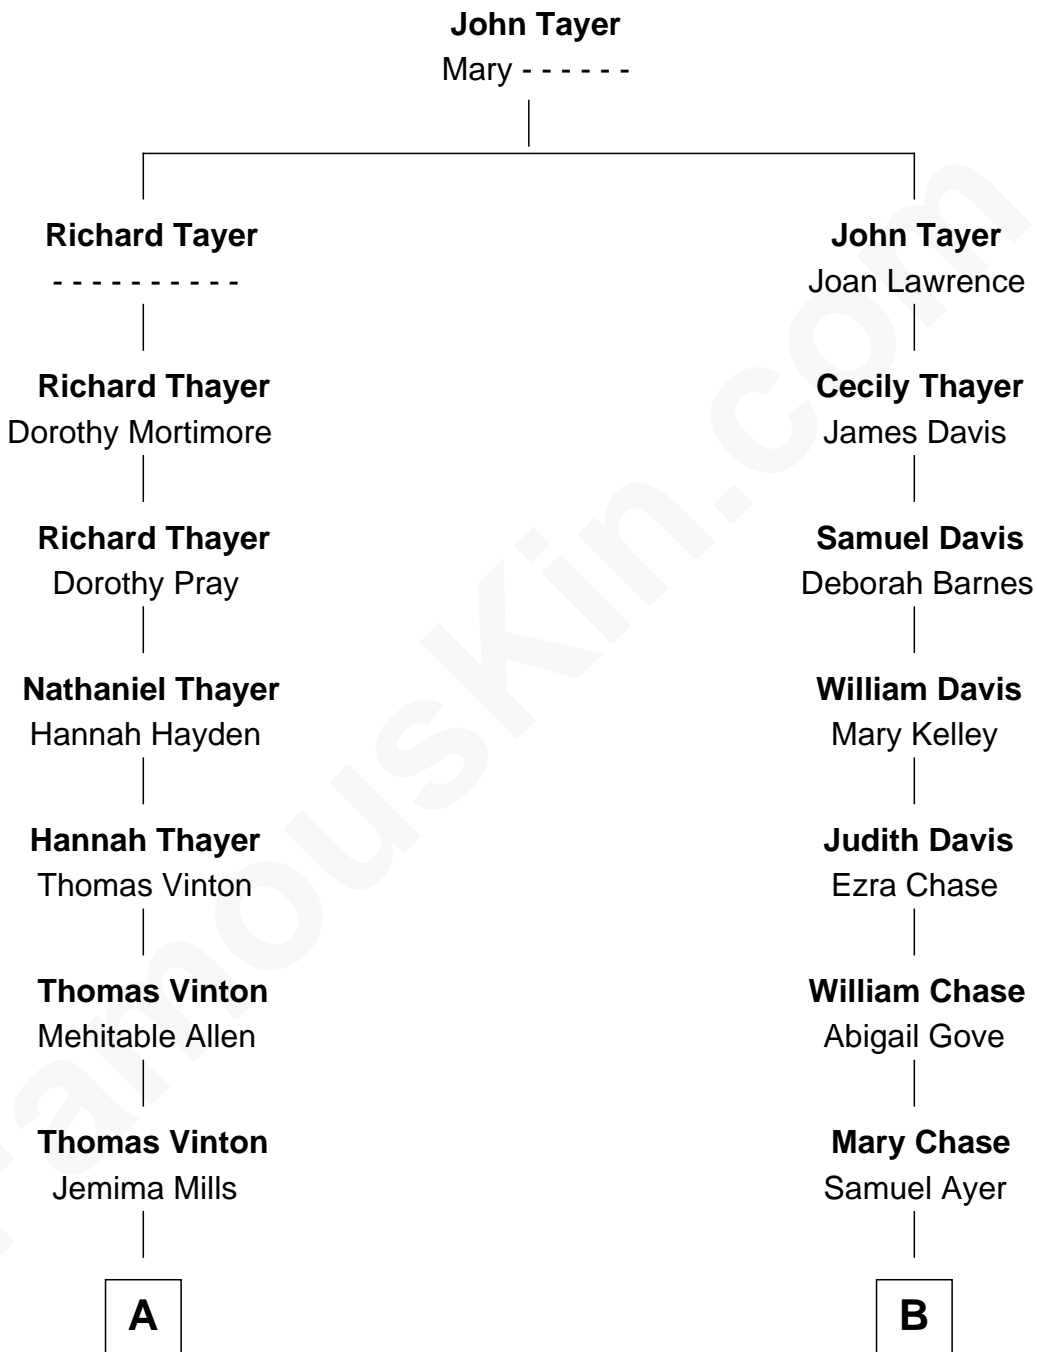 John Tayer
Mary - - - - - -
Richard Tayer
- - - - - - - - - -
John Tayer
Joan Lawrence
Richard Thayer
Dorothy Mortimore
Cecily Thayer
James Davis
Richard Thayer
Dorothy Pray
Samuel Davis
Deborah Barnes
Nathaniel Thayer
Hannah Hayden
William Davis
Mary Kelley
Hannah Thayer
Thomas Vinton
Judith Davis
Ezra Chase
Thomas Vinton
Mehitable Allen
William Chase
Abigail Gove
Thomas Vinton
Jemima Mills
Mary Chase
Samuel Ayer
A
B
FamousKin.com